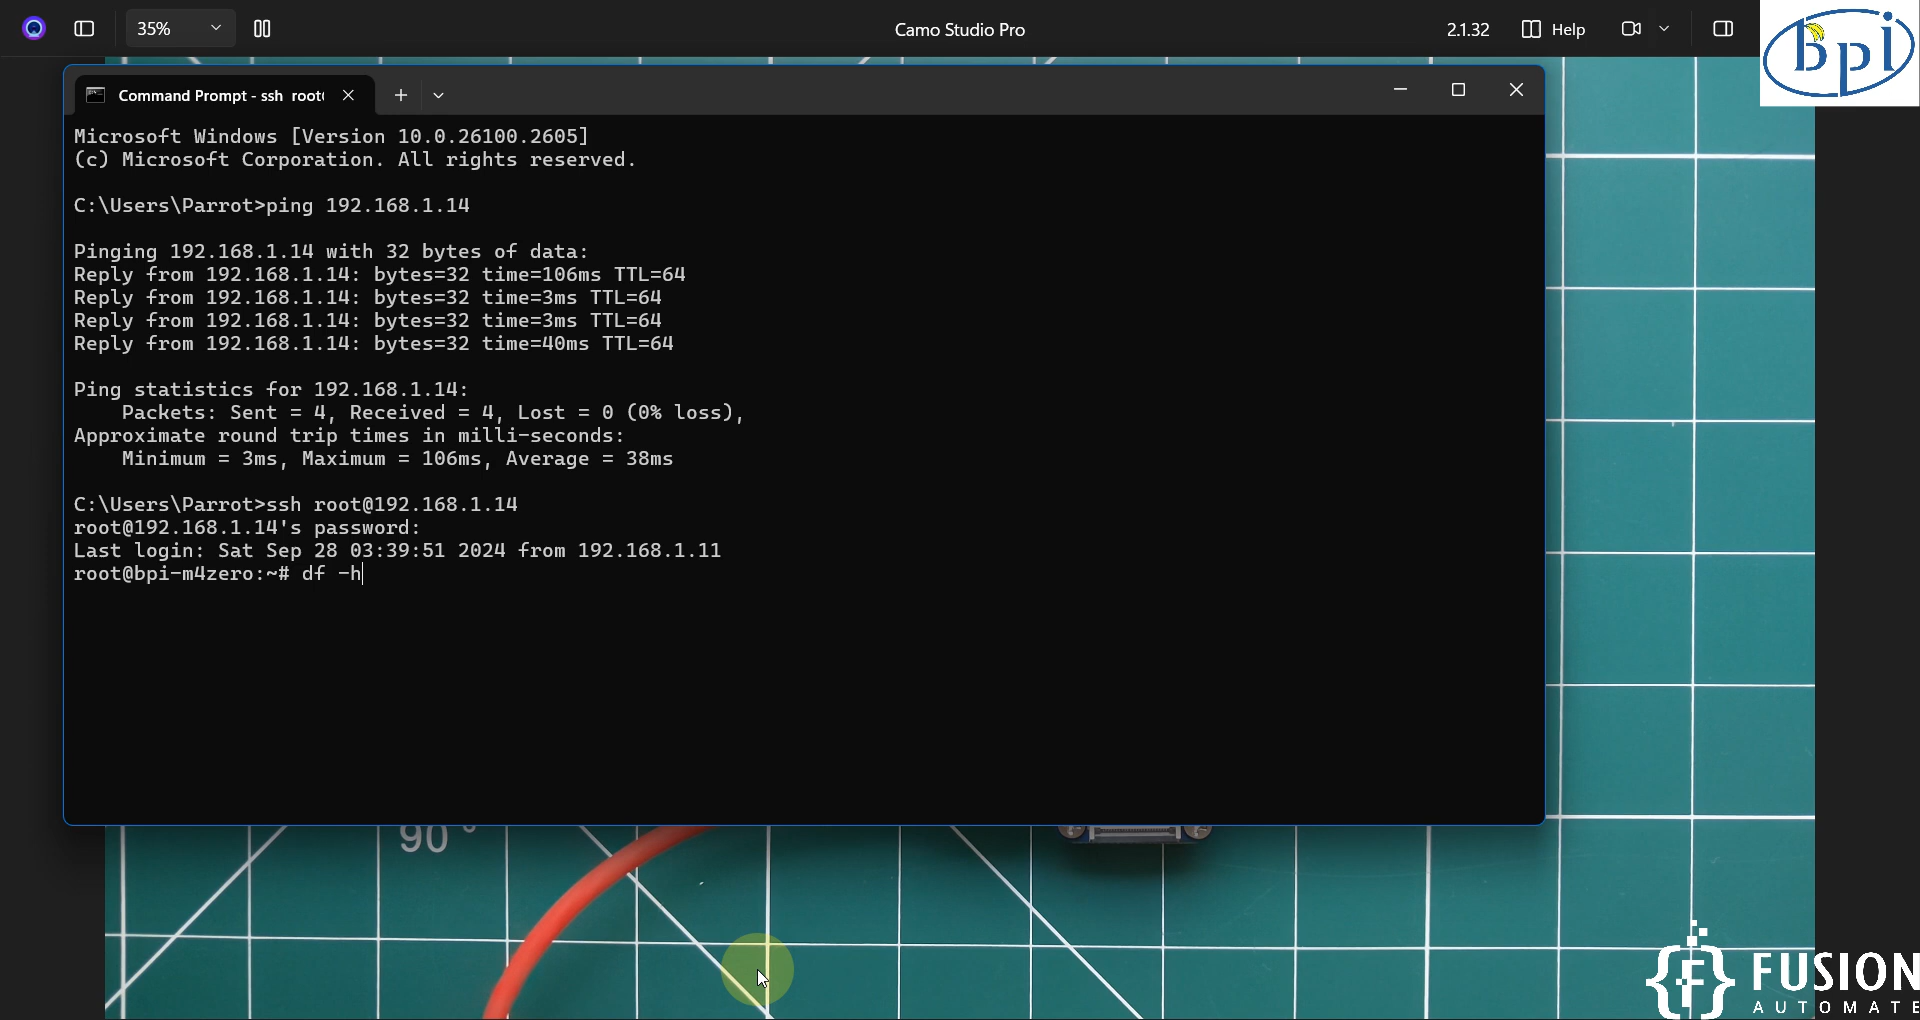 35%
Camo Studio Pro
2.1.32
Help
bpi
Command Prompt - ssh root
Microsoft Windows [Version 10.0.26100.2605]
(c) Microsoft Corporation. All rights reserved.
C:\Users\Parrot>ping 192.168.1.14
Pinging 192.168.1.14 with 32 bytes of data:
Reply from 192.168.1.14: bytes=32 time=106ms TTL=64
Reply from 192.168.1.14: bytes=32 time=3ms TTL=64
Reply from 192.168.1.14: bytes=32 time=3ms TTL=64
Reply from 192.168.1.14: bytes=32 time=40ms TTL=64
Ping statistics for 192.168.1.14:
Packets: Sent = 4, Received = 4, Lost = 0 (0% loss),
Approximate round trip times in milli-seconds:
Minimum = 3ms, Maximum = 106ms, Average = 38ms
C:\Users\Parrot>ssh root@192.168.1.14
root@192.168.1.14's password:
Last login: Sat Sep 28 03:39:51 2024 from 192.168.1.11
root@bpi-m4zero:~# df -h
90°
{F} FUSION
AUTOMATE